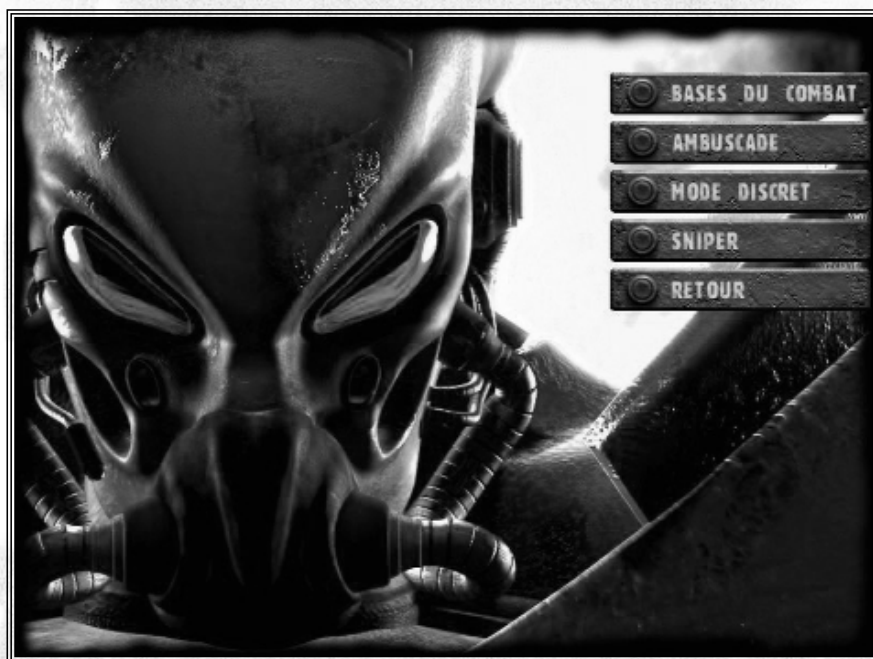 BASES DU COMBAT
AMBUSCADE
MODE DISCRET
SNIPER
RETOUR